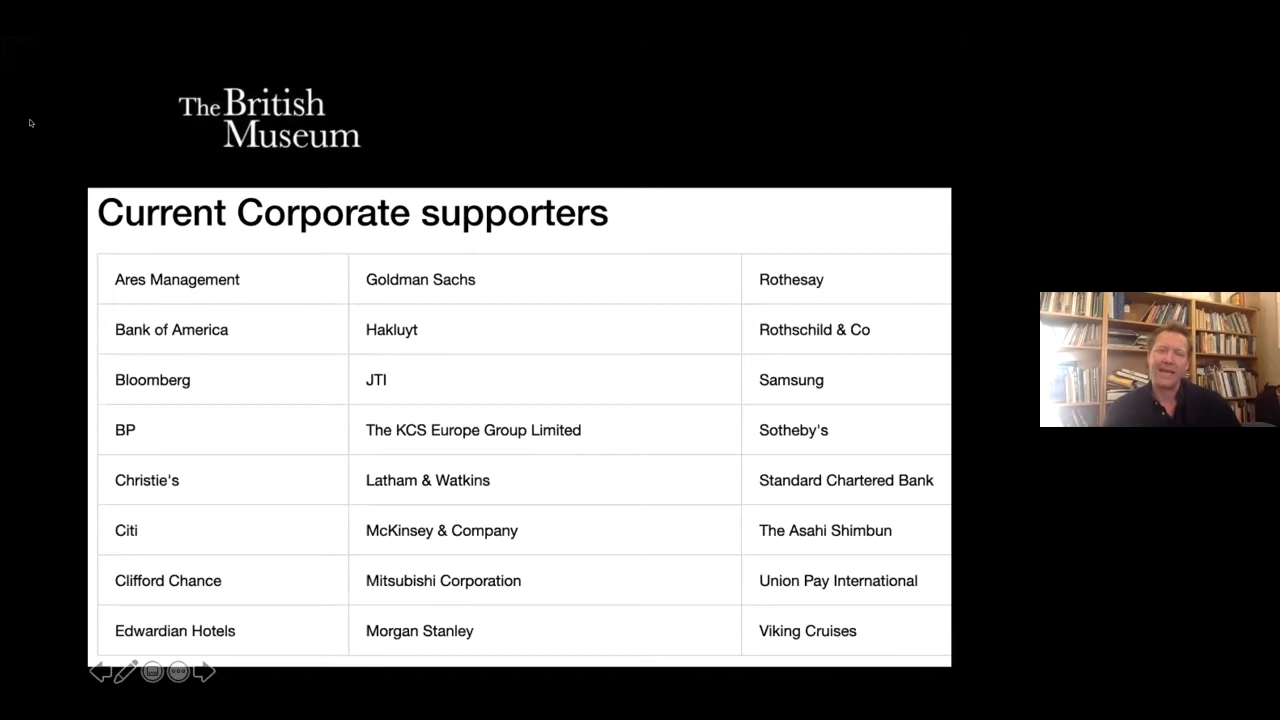 The British
Museum
Current Corporate supporters
Ares Management Goldman Sachs Rothesay
Bank of America Hakluyt Rothschild & Co
Bloomberg JTI Samsung
BP The KCS Europe Group Limited Sotheby's
Christie's Latham & Watkins Standard Chartered Bank
Citi McKinsey & Company The Asahi Shimbun
Clifford Chance Mitsubishi Corporation Union Pay International
Edwardian Hotels Morgan Stanley Viking Cruises